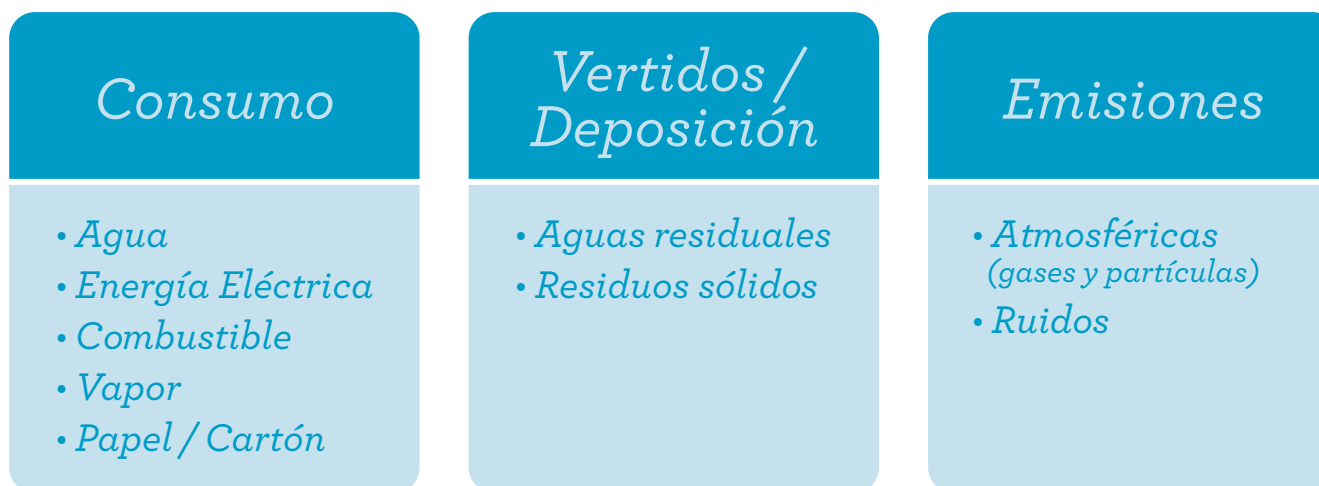 Consumo
• Agua
• Energía Eléctrica
• Combustible
• Vapor
• Papel / Cartón
Vertidos /
Deposición
• Aguas residuales
• Residuos sólidos
Emisiones
• Atmosféricas
(gases y partículas)
• Ruidos